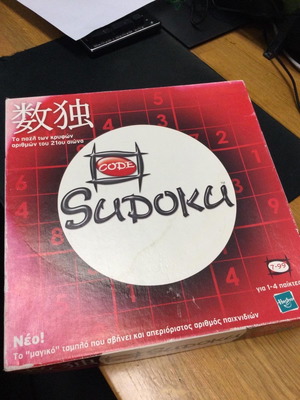 数独
Το παζλ των κρυφών
αριθμών του 21ου αιώνα
CODE
SUDOKU
7-99
για 1-4 παίκτε
Hasbro
Νέο!
Το "μαγικό" ταμπλό που σβήνει και απεριόριστος αριθμός παιχνιδιών